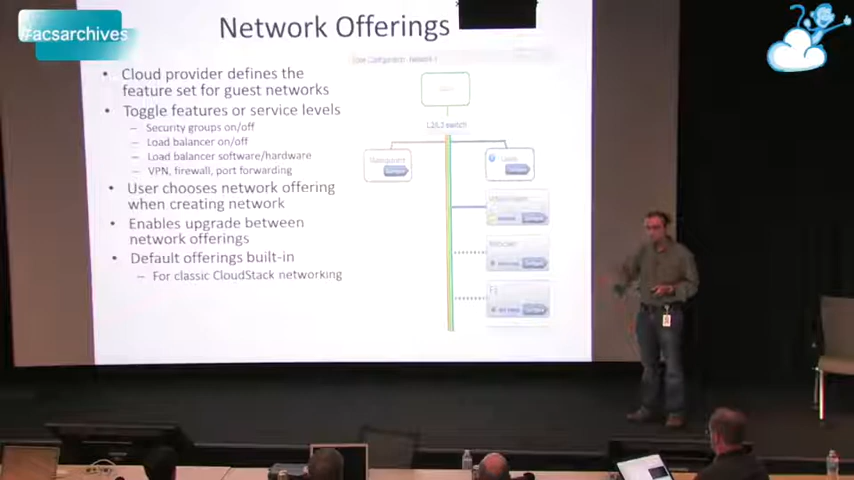 #acsarchives
Network Offerings
• Cloud provider defines the
feature set for guest networks
• Toggle features or service levels
– Security groups on/off
– Load balancer on/off
– Load balancer software/hardware
– VPN, firewall, port forwarding
• User chooses network offering
when creating network
• Enables upgrade between
network offerings
• Default offerings built-in
– For classic CloudStack networking
L2/L3 switch
Management